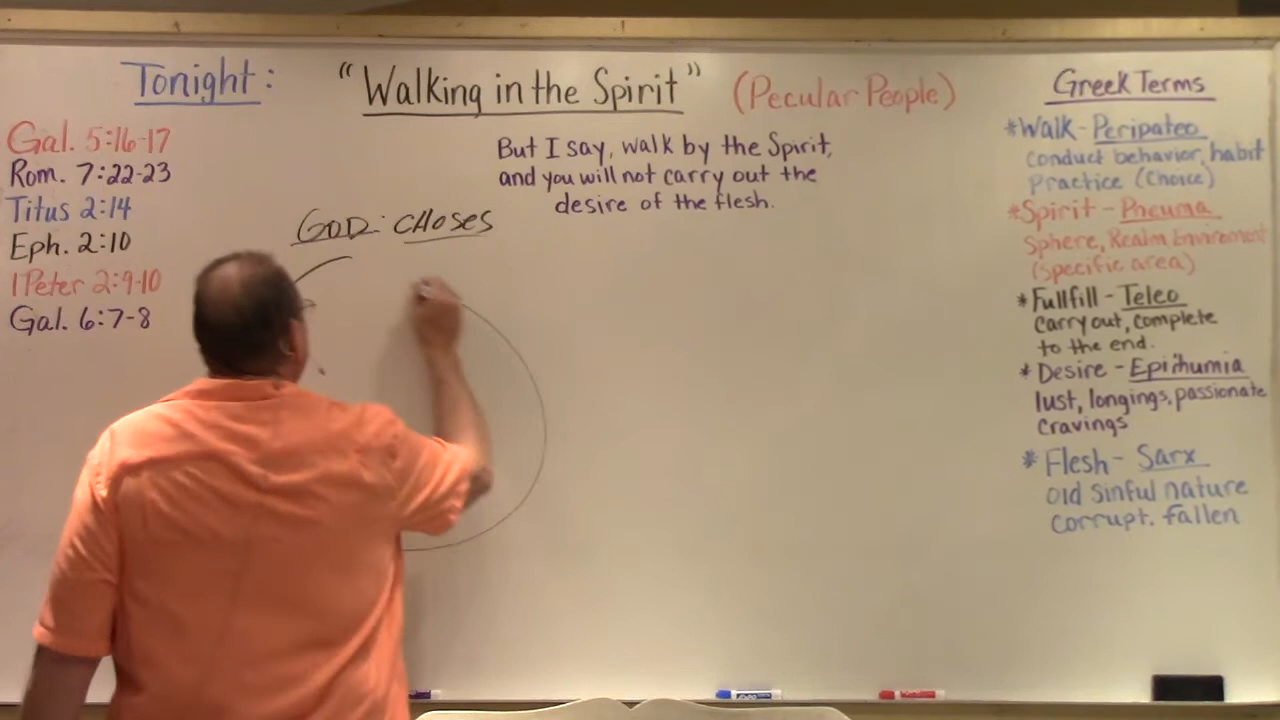 Tonight: "Walking in the Spirit" (Pecular People)
Gal. 5:16-17
Rom. 7:22-23
Titus 2:14
Eph. 2:10
1 Peter 2:9-10
Gal. 6:7-8
But I say, walk by the Spirit,
and you will not carry out the
desire of the flesh.
GOD: CHOSES
Greek Terms
*Walk - Peripateo
conduct behavior, habit
practice (Choice)
*Spirit - Pneuma
Sphere, Realm Enviroment
(specific area)
*Fullfill - Teleo
carry out, complete
to the end.
*Desire - Epithumia
lust, longings, passionate
cravings
*Flesh - Sarx
old sinful nature
corrupt. fallen
EXPO